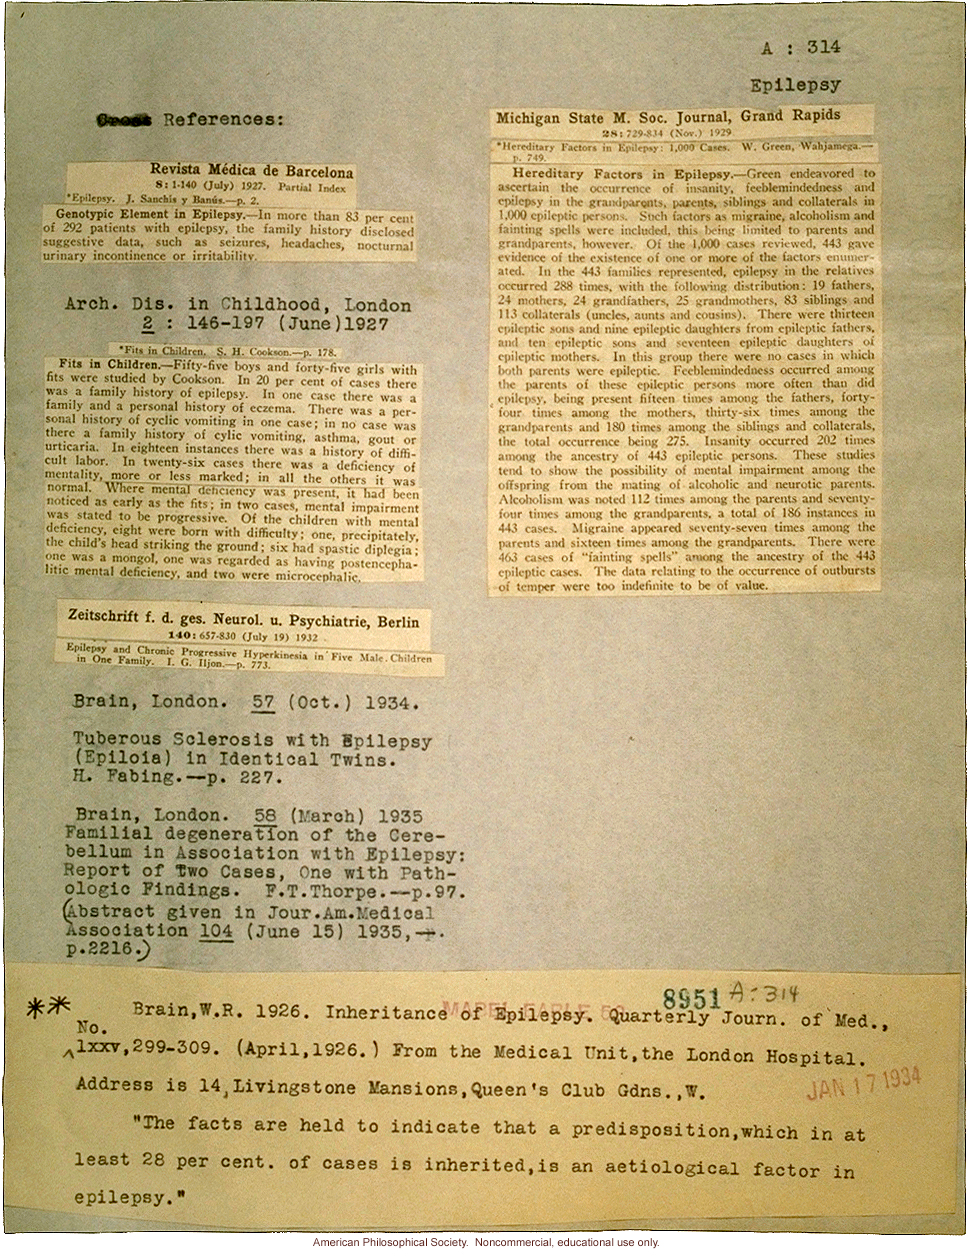 A : 314
Epilepsy
References:
Revista Médica de Barcelona
8: 1-140 (July) 1927. Partial Index
*Epilepsy. J. Sanchis y Banús.—p. 2.
Genotypic Element in Epilepsy.—In more than 83 per cent
of 292 patients with epilepsy, the family history disclosed
suggestive data, such as seizures, headaches, nocturnal
urinary incontinence or irritability.
Arch. Dis. in Childhood, London
2 : 146-197 (June)1927
*Fits in Children. S. H. Cookson.—p. 178.
Fits in Children.—Fifty-five boys and forty-five girls with
fits were studied by Cookson. In 20 per cent of cases there
was a family history of epilepsy. In one case there was a
family and a personal history of eczema. There was a per-
sonal history of cyclic vomiting in one case; in no case was
there a family history of cylic vomiting, asthma, gout or
urticaria. In eighteen instances there was a history of diffi-
cult labor. In twenty-six cases there was a deficiency of
mentality, more or less marked; in all the others it was
normal. Where mental deficiency was present, it had been
noticed as early as the fits; in two cases, mental impairment
was stated to be progressive. Of the children with mental
deficiency, eight were born with difficulty; one, precipitately,
the child's head striking the ground; six had spastic diplegia;
one was a mongol, one was regarded as having postencepha-
litic mental deficiency, and two were microcephalic.
Zeitschrift f. d. ges. Neurol. u. Psychiatrie, Berlin
140: 657-830 (July 19) 1932
Epilepsy and Chronic Progressive Hyperkinesia in Five Male Children
in One Family. I. G. Iljon.—p. 773.
Brain, London. 57 (Oct.) 1934.
Tuberous Sclerosis with Epilepsy
(Epiloia) in Identical Twins.
H. Fabing.—p. 227.
Brain, London. 58 (March) 1935
Familial degeneration of the Cere-
bellum in Association with Epilepsy:
Report of Two Cases, One with Path-
ologic Findings. F.T.Thorpe.—p.97.
(Abstract given in Jour.Am.Medical
Association 104 (June 15) 1935,
p.2216.)
Michigan State M. Soc. Journal, Grand Rapids
28: 729-834 (Nov.) 1929
*Hereditary Factors in Epilepsy: 1,000 Cases. W. Green, Wahjamega.—
p. 749.
Hereditary Factors in Epilepsy.—Green endeavored to
ascertain the occurrence of insanity, feeblemindedness and
epilepsy in the grandparents, parents, siblings and collaterals in
1,000 epileptic persons. Such factors as migraine, alcoholism and
fainting spells were included, this being limited to parents and
grandparents, however. Of the 1,000 cases reviewed, 443 gave
evidence of the existence of one or more of the factors enumer-
ated. In the 443 families represented, epilepsy in the relatives
occurred 288 times, with the following distribution: 19 fathers,
24 mothers, 24 grandfathers, 25 grandmothers, 83 siblings and
113 collaterals (uncles, aunts and cousins). There were thirteen
epileptic sons and nine epileptic daughters from epileptic fathers,
and ten epileptic sons and seventeen epileptic daughters of
epileptic mothers. In this group there were no cases in which
both parents were epileptic. Feeblemindedness occurred among
the parents of these epileptic persons more often than did
epilepsy, being present fifteen times among the fathers, forty-
four times among the mothers, thirty-six times among the
grandparents and 180 times among the siblings and collaterals,
the total occurrence being 275. Insanity occurred 202 times
among the ancestry of 443 epileptic persons. These studies
tend to show the possibility of mental impairment among the
offspring from the mating of alcoholic and neurotic parents.
Alcoholism was noted 112 times among the parents and seventy-
four times among the grandparents, a total of 186 instances in
443 cases. Migraine appeared seventy-seven times among the
parents and sixteen times among the grandparents. There were
463 cases of "fainting spells" among the ancestry of the 443
epileptic cases. The data relating to the occurrence of outbursts
of temper were too indefinite to be of value.
8951 A:314
** Brain,W.R. 1926. Inheritance of Epilepsy. Quarterly Journ. of Med.,
No.
lxxv,299-309. (April,1926.) From the Medical Unit,the London Hospital.
Address is 14,Livingstone Mansions,Queen's Club Gdns.,W.
JAN 17 1934
"The facts are held to indicate that a predisposition,which in at
least 28 per cent. of cases is inherited,is an aetiological factor in
epilepsy."
American Philosophical Society. Noncommercial, educational use only.